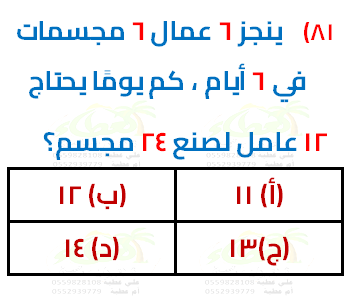 ٨١) ينجز ٦ عمال ٦ مجسمات
في ٦ أيام ، كم يومًا يحتاج
١٢ عامل لصنع ٢٤ مجسم؟
(أ) ١١
(ب) ١٢
(ج) ١٣
(د) ١٤